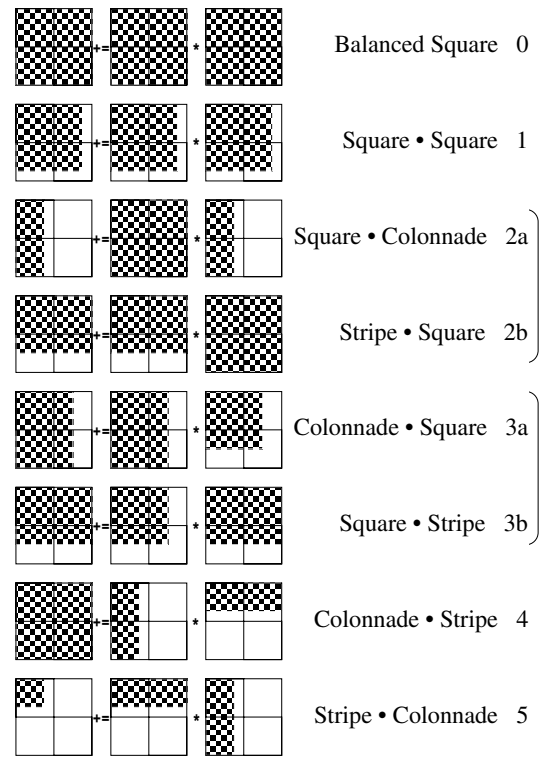 += * Balanced Square 0
+= * Square • Square 1
+= * Square • Colonnade 2a
+= * Stripe • Square 2b
+= * Colonnade • Square 3a
+= * Square • Stripe 3b
+= * Colonnade • Stripe 4
+= * Stripe • Colonnade 5